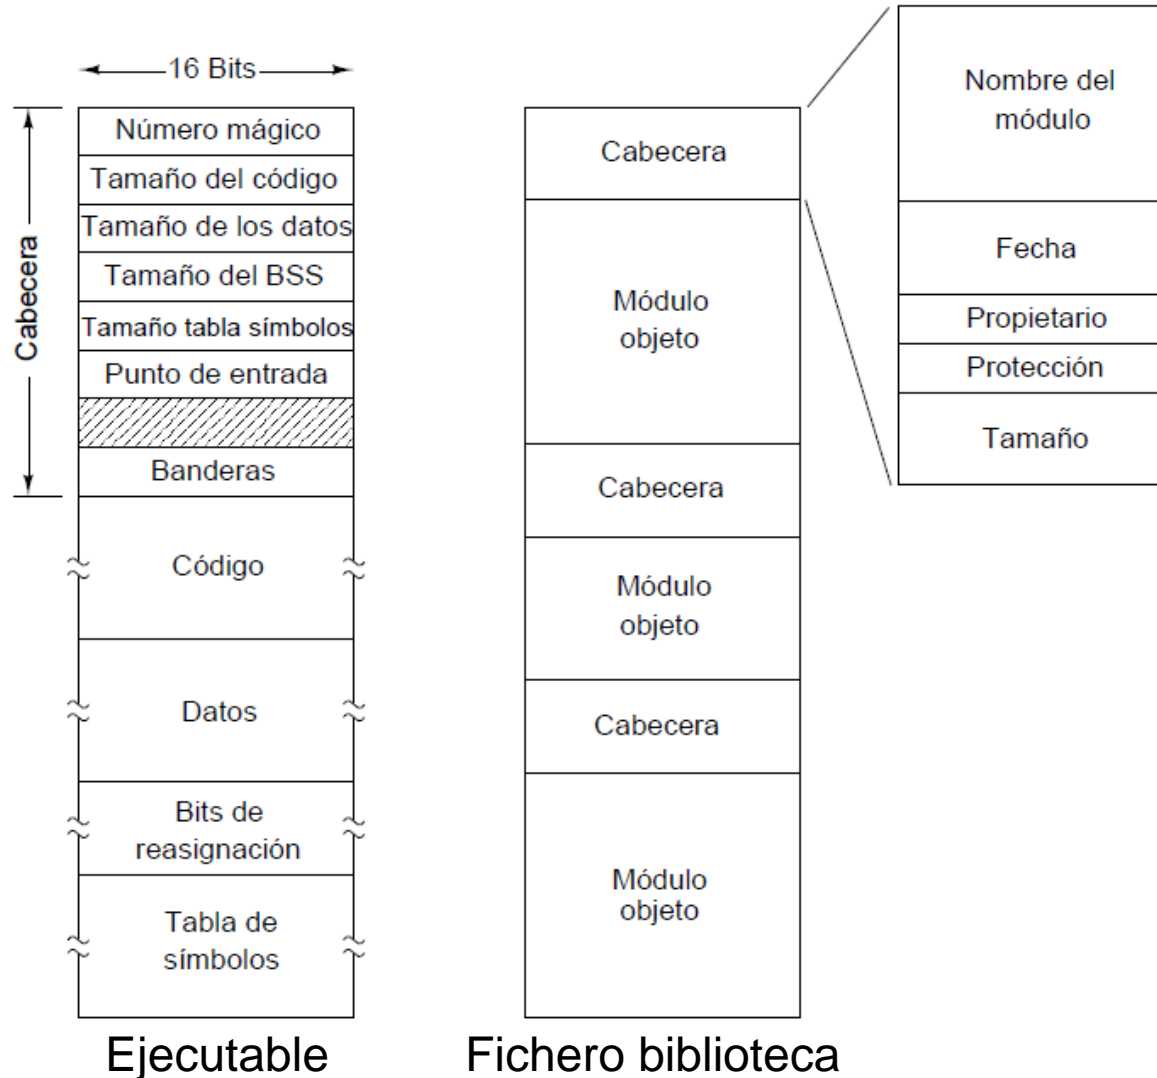 16 Bits
Cabecera
Número mágico
Tamaño del código
Tamaño de los datos
Tamaño del BSS
Tamaño tabla símbolos
Punto de entrada
Banderas
Código
Datos
Bits de
reasignación
Tabla de
símbolos
Ejecutable
Cabecera
Módulo
objeto
Cabecera
Módulo
objeto
Cabecera
Módulo
objeto
Fichero biblioteca
Nombre del
módulo
Fecha
Propietario
Protección
Tamaño